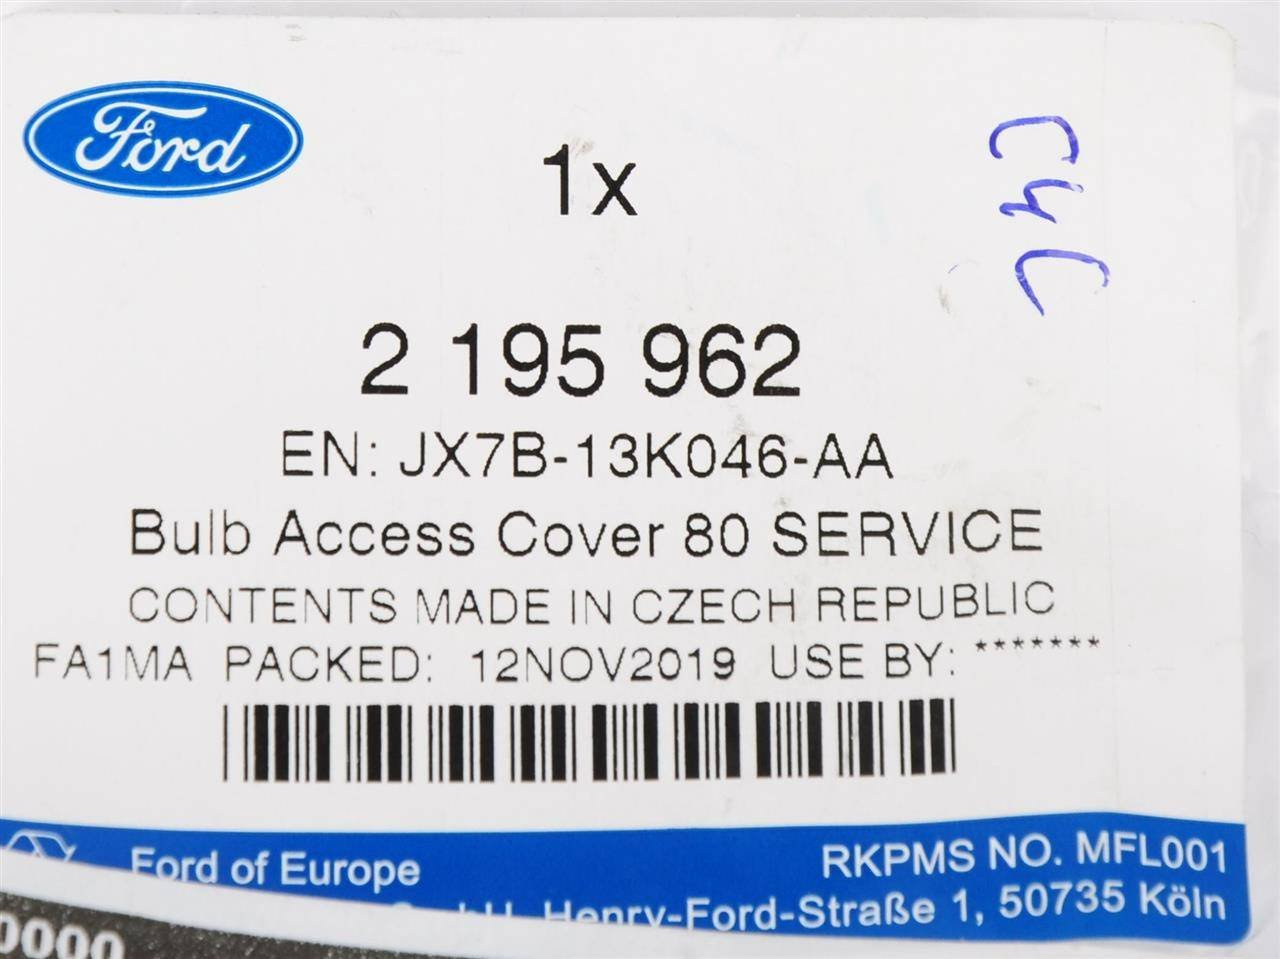 Ford
1x
2 195 962
EN: JX7B-13K046-AA
Bulb Access Cover 80 SERVICE
CONTENTS MADE IN CZECH REPUBLIC
FA1MA PACKED: 12NOV2019 USE BY: *******
Ford of Europe
RKPMS NO. MFL001
Henry-Ford-Straße 1, 50735 Köln
0000